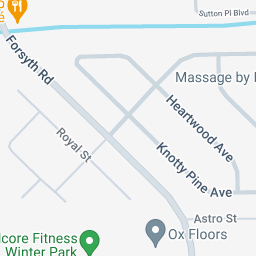 Sutton Pl Blvd
Forsyth Rd
Massage by
Heartwood Ave
Royal St
Knotty Pine Ave
Astro St
core Fitness
Winter Park
Ox Floors